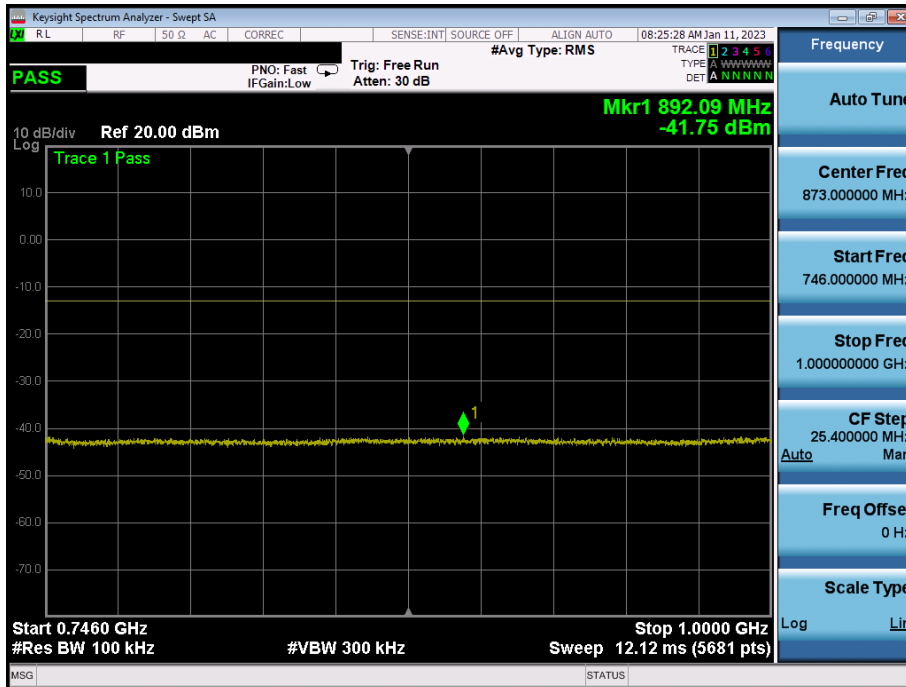 Keysight Spectrum Analyzer - Swept SA
LXI RL RF 50 Ω AC CORREC SENSE:INT SOURCE OFF ALIGN AUTO 08:25:28 AM Jan 11, 2023
#Avg Type: RMS
TRACE 1 2 3 4 5 6
TYPE A WWWWW
DET A N N N N N
PASS
PNO: Fast
IFGain:Low
Trig: Free Run
Atten: 30 dB
Mkr1 892.09 MHz
-41.75 dBm
10 dB/div Ref 20.00 dBm
Log
Trace 1 Pass
10.0
0.00
-10.0
-20.0
-30.0
-40.0
-50.0
-60.0
-70.0
1
Start 0.7460 GHz Stop 1.0000 GHz
#Res BW 100 kHz #VBW 300 kHz Sweep 12.12 ms (5681 pts)
MSG STATUS
Frequency
Auto Tune
Center Freq
873.000000 MHz
Start Freq
746.000000 MHz
Stop Freq
1.000000000 GHz
CF Step
25.400000 MHz
Auto Man
Freq Offset
0 Hz
Scale Type
Log Lin